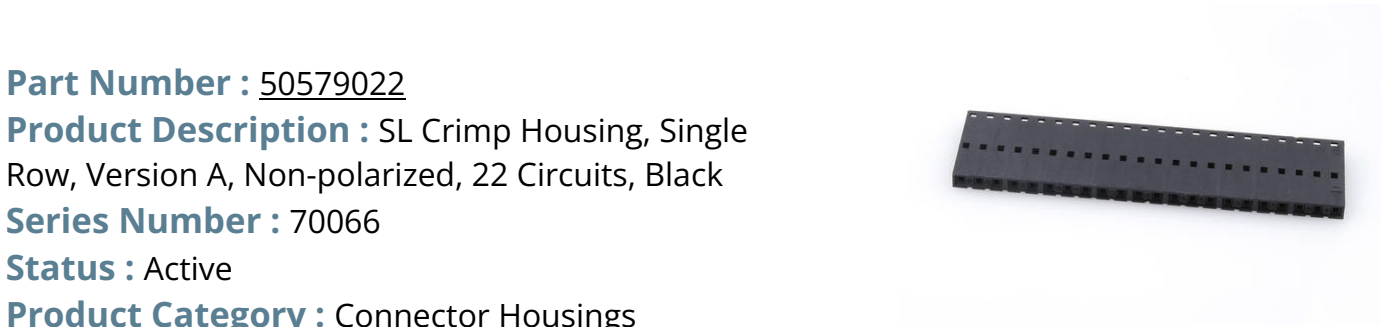 Part Number : 50579022
Product Description : SL Crimp Housing, Single
Row, Version A, Non-polarized, 22 Circuits, Black
Series Number : 70066
Status : Active
Product Category : Connector Housings